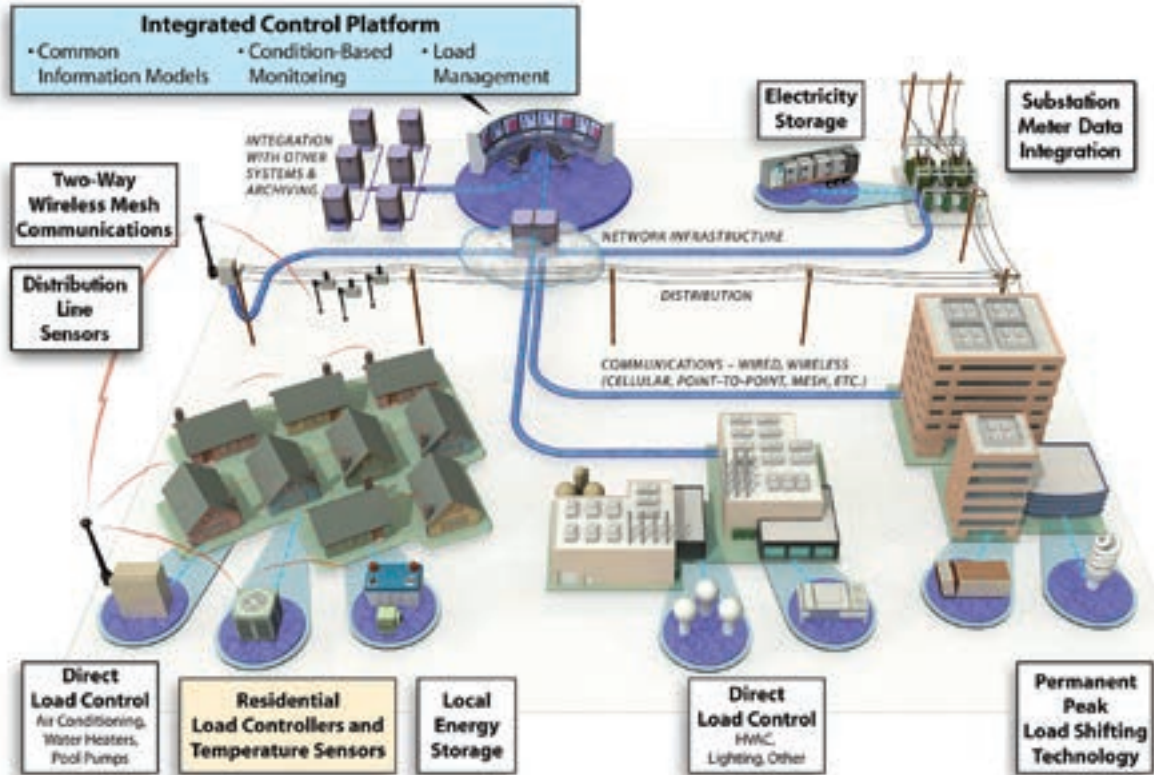 Integrated Control Platform
• Common Information Models
• Condition-Based Monitoring
• Load Management
Electricity
Storage
Substation
Meter Data
Integration
INTEGRATION
WITH OTHER
SYSTEMS &
ARCHIVING
Two-Way
Wireless Mesh
Communications
NETWORK INFRASTRUCTURE
Distribution
Line
Sensors
DISTRIBUTION
COMMUNICATIONS – WIRED, WIRELESS
(CELLULAR, POINT-TO-POINT, MESH, ETC.)
Direct
Load Control
Air Conditioning,
Water Heaters,
Pool Pumps
Residential
Load Controllers and
Temperature Sensors
Local
Energy
Storage
Direct
Load Control
HVAC,
Lighting, Other
Permanent
Peak
Load Shifting
Technology